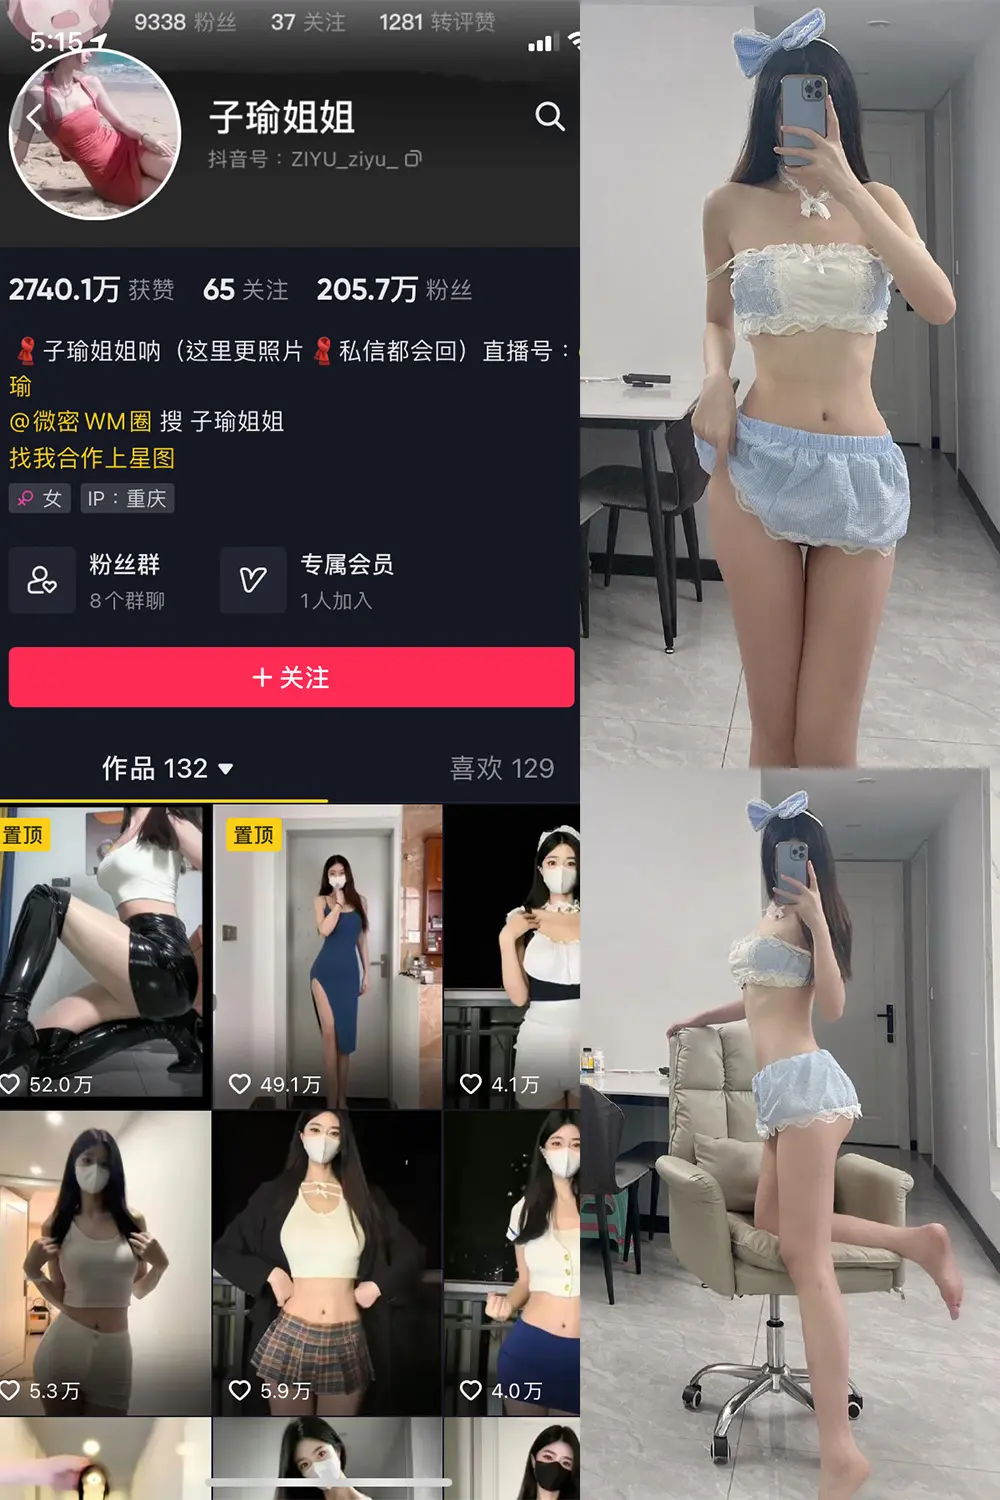 9338 粉丝 37 关注 1281 转评赞
5:15
子瑜姐姐
抖音号：ZIYU_ziyu_
2740.1万 获赞 65 关注 205.7万 粉丝
子瑜姐姐呐（这里更照片 私信都会回）直播号：
瑜
@微密 WM圈 搜 子瑜姐姐
找我合作上星图
女 IP：重庆
粉丝群 专属会员
8个群聊 1人加入
+ 关注
作品 132 喜欢 129
置顶 置顶
52.0万 49.1万 4.1万
5.3万 5.9万 4.0万